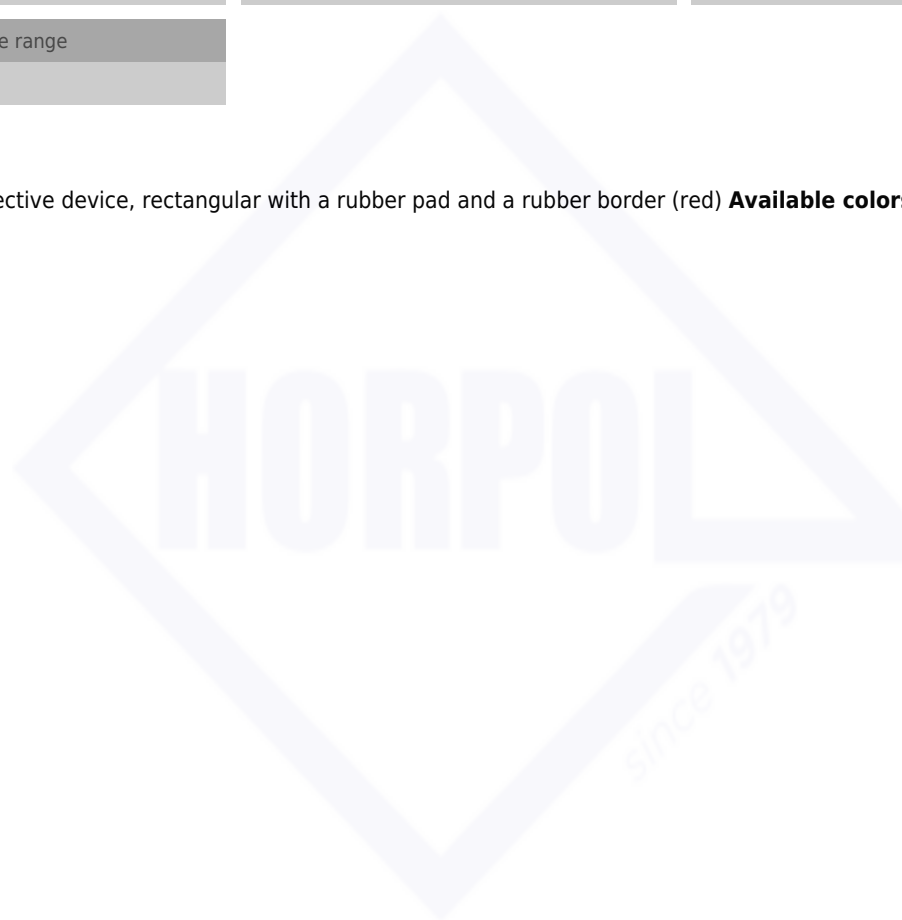 e range
ective device, rectangular with a rubber pad and a rubber border (red) Available colors
HORPOL
since 1979